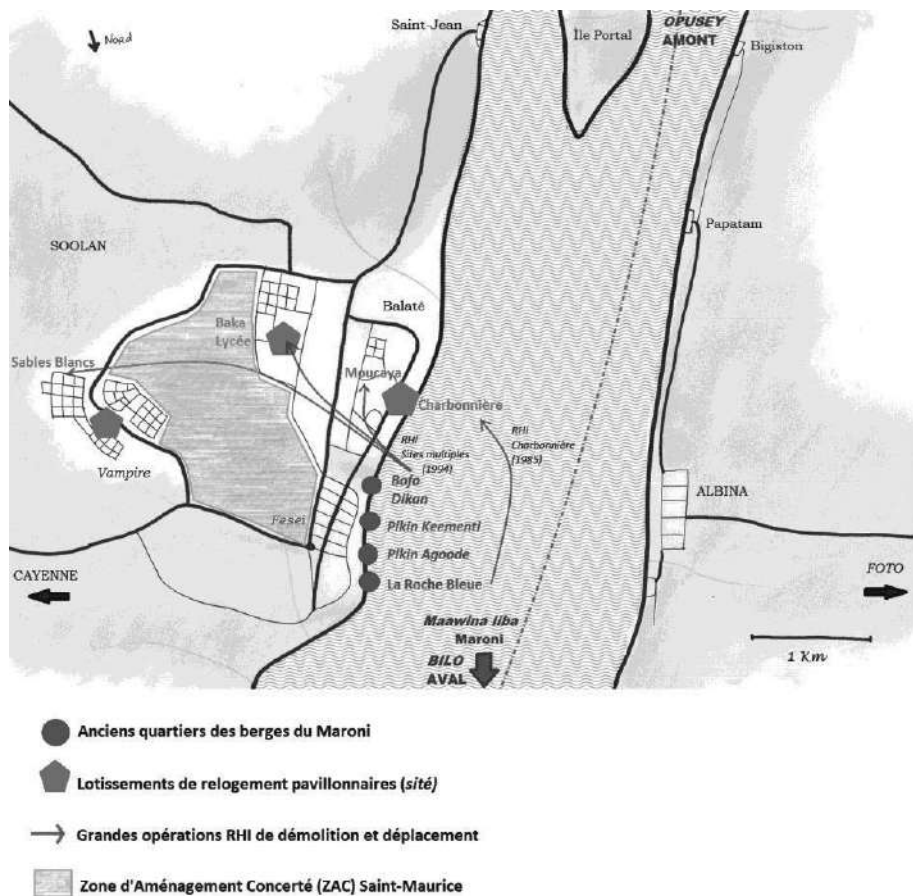 Nord
Saint-Jean
Île Portal
OPUSEY
AMONT
Bigiston
SOOLAN
Papatam
Balaté
Baka
Lycée
Sables Blancs
Moucaya
Charbonnière
RHI
Sites multiples
(1994)
RHI
Charbonnière
(1985)
Vampire
Bafo
Dikan
ALBINA
Fesei
Pikin Keementi
Pikin Agoode
CAYENNE
La Roche Bleue
FOTO
Maawina liba
Maroni
BILO
AVAL
1 Km
Anciens quartiers des berges du Maroni
Lotissements de relogement pavillonnaires (sité)
Grandes opérations RHI de démolition et déplacement
Zone d'Aménagement Concerté (ZAC) Saint-Maurice